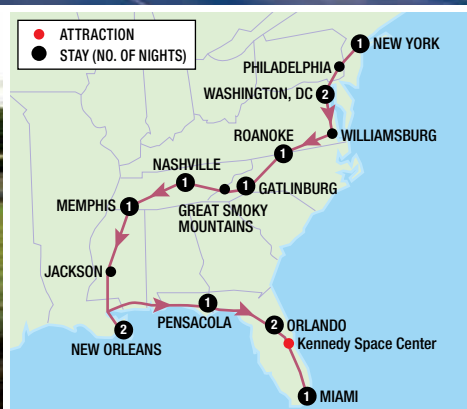 ATTRACTION
STAY (NO. OF NIGHTS)
1 NEW YORK
PHILADELPHIA
WASHINGTON, DC 2
WILLIAMSBURG
ROANOKE
1
NASHVILLE
1
1 GATLINBURG
GREAT SMOKY
MOUNTAINS
MEMPHIS 1
JACKSON
1
PENSACOLA
2
NEW ORLEANS
2 ORLANDO
Kennedy Space Center
1 MIAMI